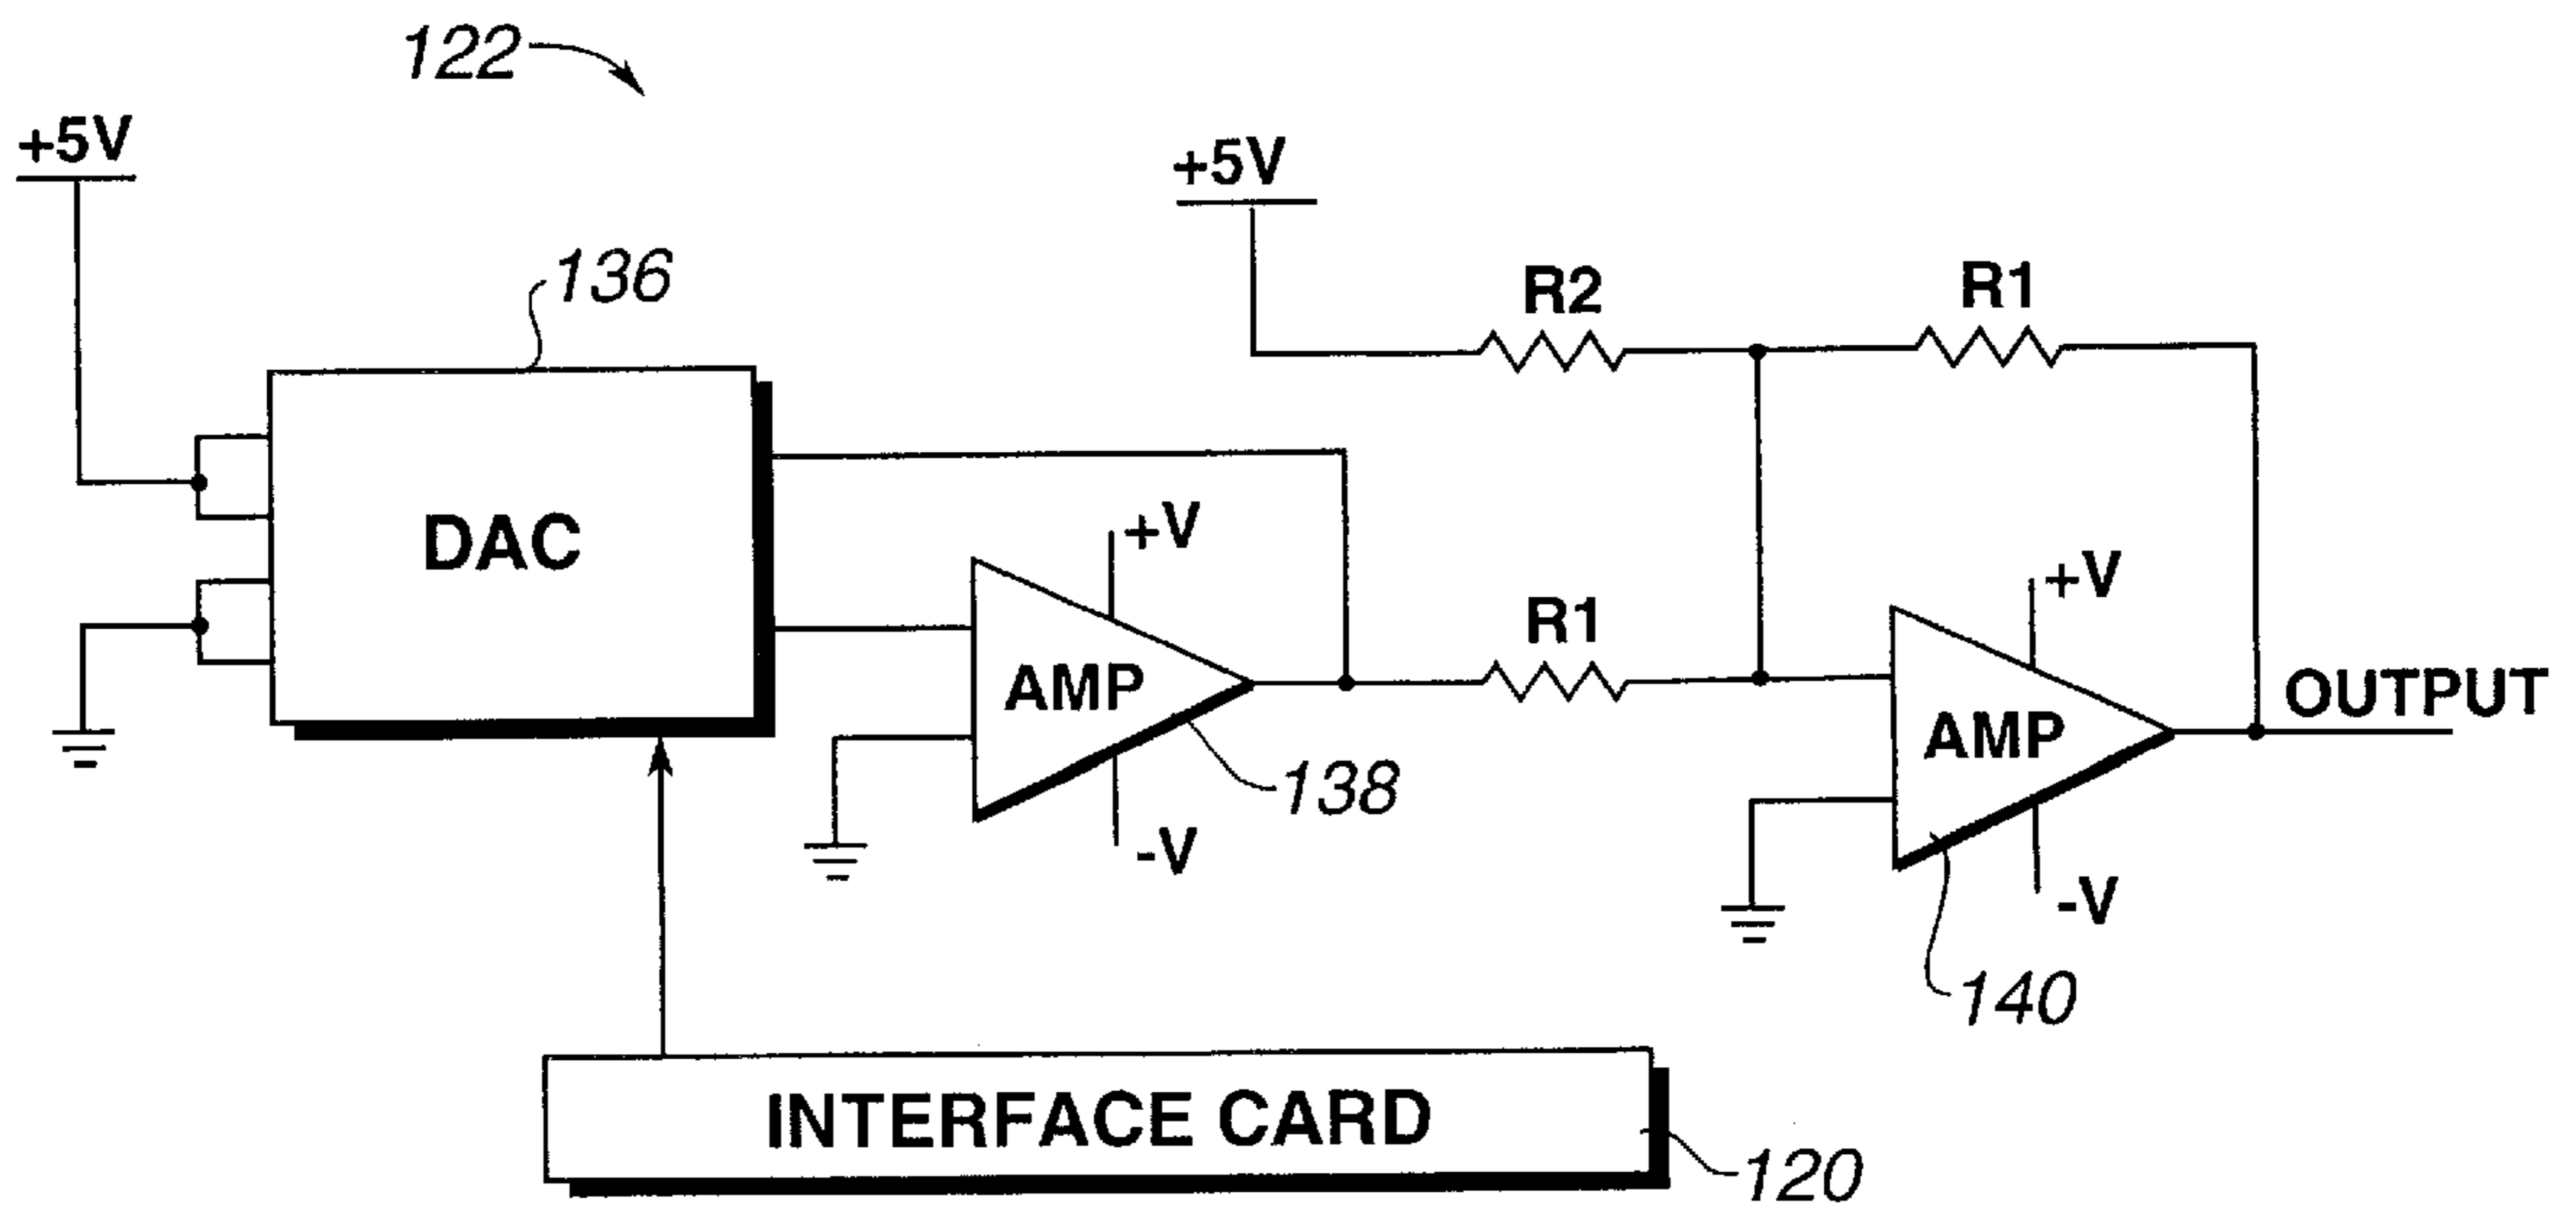 122
+5V
+5V
136
R2
R1
DAC
+V
AMP
-V
138
R1
+V
AMP
-V
140
OUTPUT
INTERFACE CARD
120